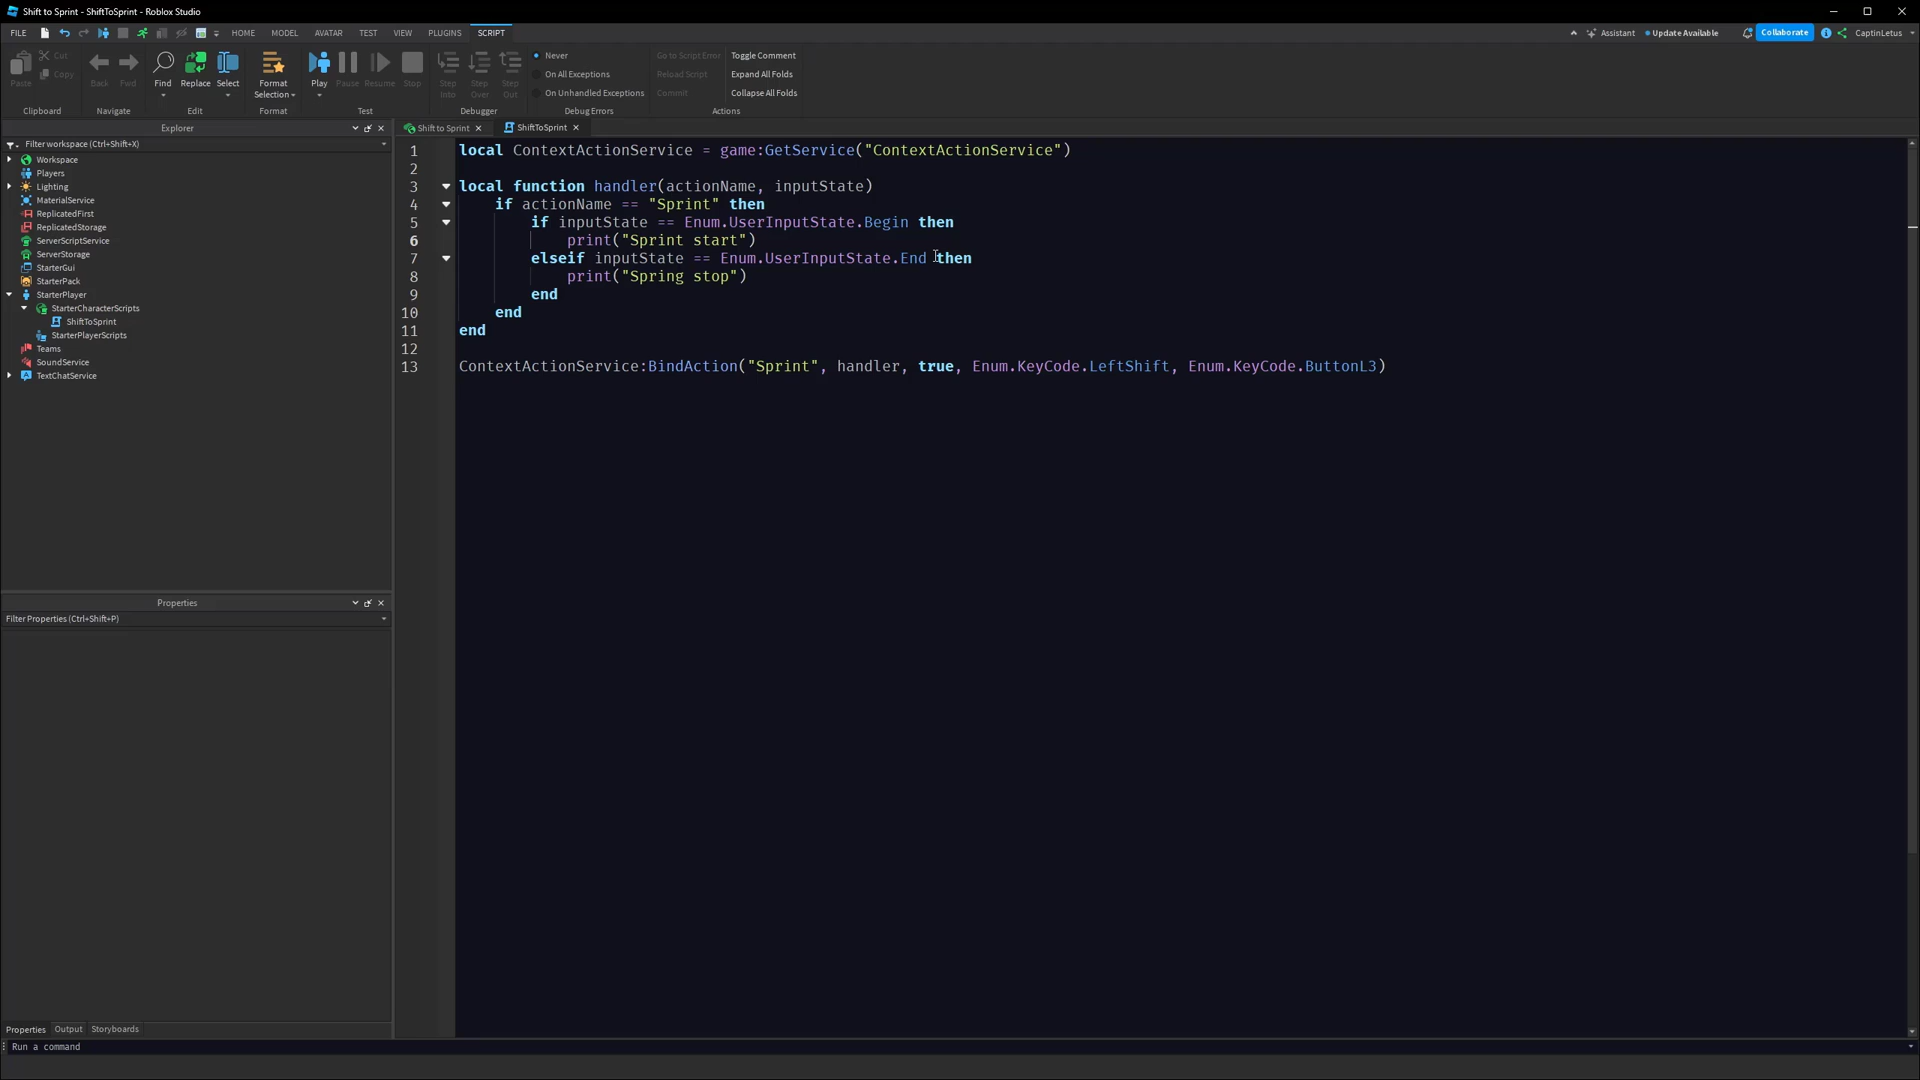 Shift to Sprint - ShiftToSprint - Roblox Studio
FILE HOME MODEL AVATAR TEST VIEW PLUGINS SCRIPT Assistant Update Available Collaborate CaptinLetus
Paste Cut Copy
Clipboard
Back Fwd
Navigate
Find Replace Select
Edit
Format Selection
Format
Play Pause Resume Stop
Test
Step Into Step Over Step Out
Debugger
Never
On All Exceptions
On Unhandled Exceptions
Debug Errors
Go to Script Error Toggle Comment
Reload Script Expand All Folds
Commit Collapse All Folds
Actions
Explorer
Filter workspace (Ctrl+Shift+X)
Workspace
Players
Lighting
MaterialService
ReplicatedFirst
ReplicatedStorage
ServerScriptService
ServerStorage
StarterGui
StarterPack
StarterPlayer
StarterCharacterScripts
ShiftToSprint
StarterPlayerScripts
Teams
SoundService
TextChatService
Properties
Filter Properties (Ctrl+Shift+P)
Properties Output Storyboards
Run a command
Shift to Sprint ShiftToSprint
1 local ContextActionService = game:GetService("ContextActionService")
2
3 local function handler(actionName, inputState)
4 if actionName == "Sprint" then
5 if inputState == Enum.UserInputState.Begin then
6 print("Sprint start")
7 elseif inputState == Enum.UserInputState.End then
8 print("Spring stop")
9 end
10 end
11 end
12
13 ContextActionService:BindAction("Sprint", handler, true, Enum.KeyCode.LeftShift, Enum.KeyCode.ButtonL3)